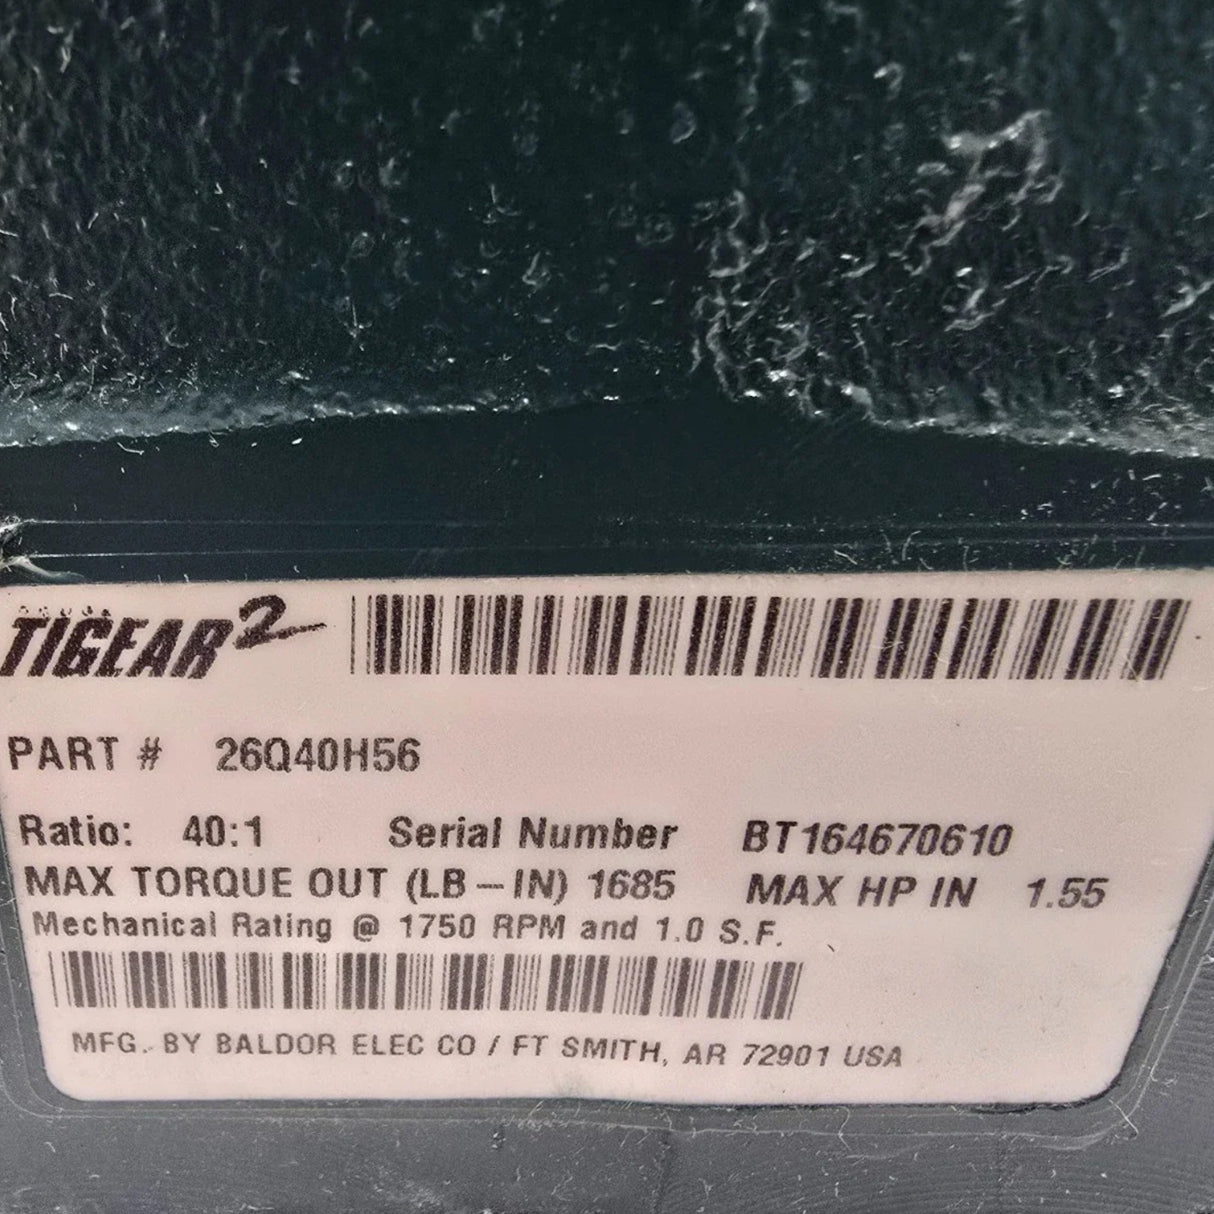 TIGEAR2
PART # 26Q40H56
Ratio: 40:1 Serial Number BT164670610
MAX TORQUE OUT (LB-IN) 1685 MAX HP IN 1.55
Mechanical Rating @ 1750 RPM and 1.0 S.F.
MFG. BY BALDOR ELEC CO / FT SMITH, AR 72901 USA